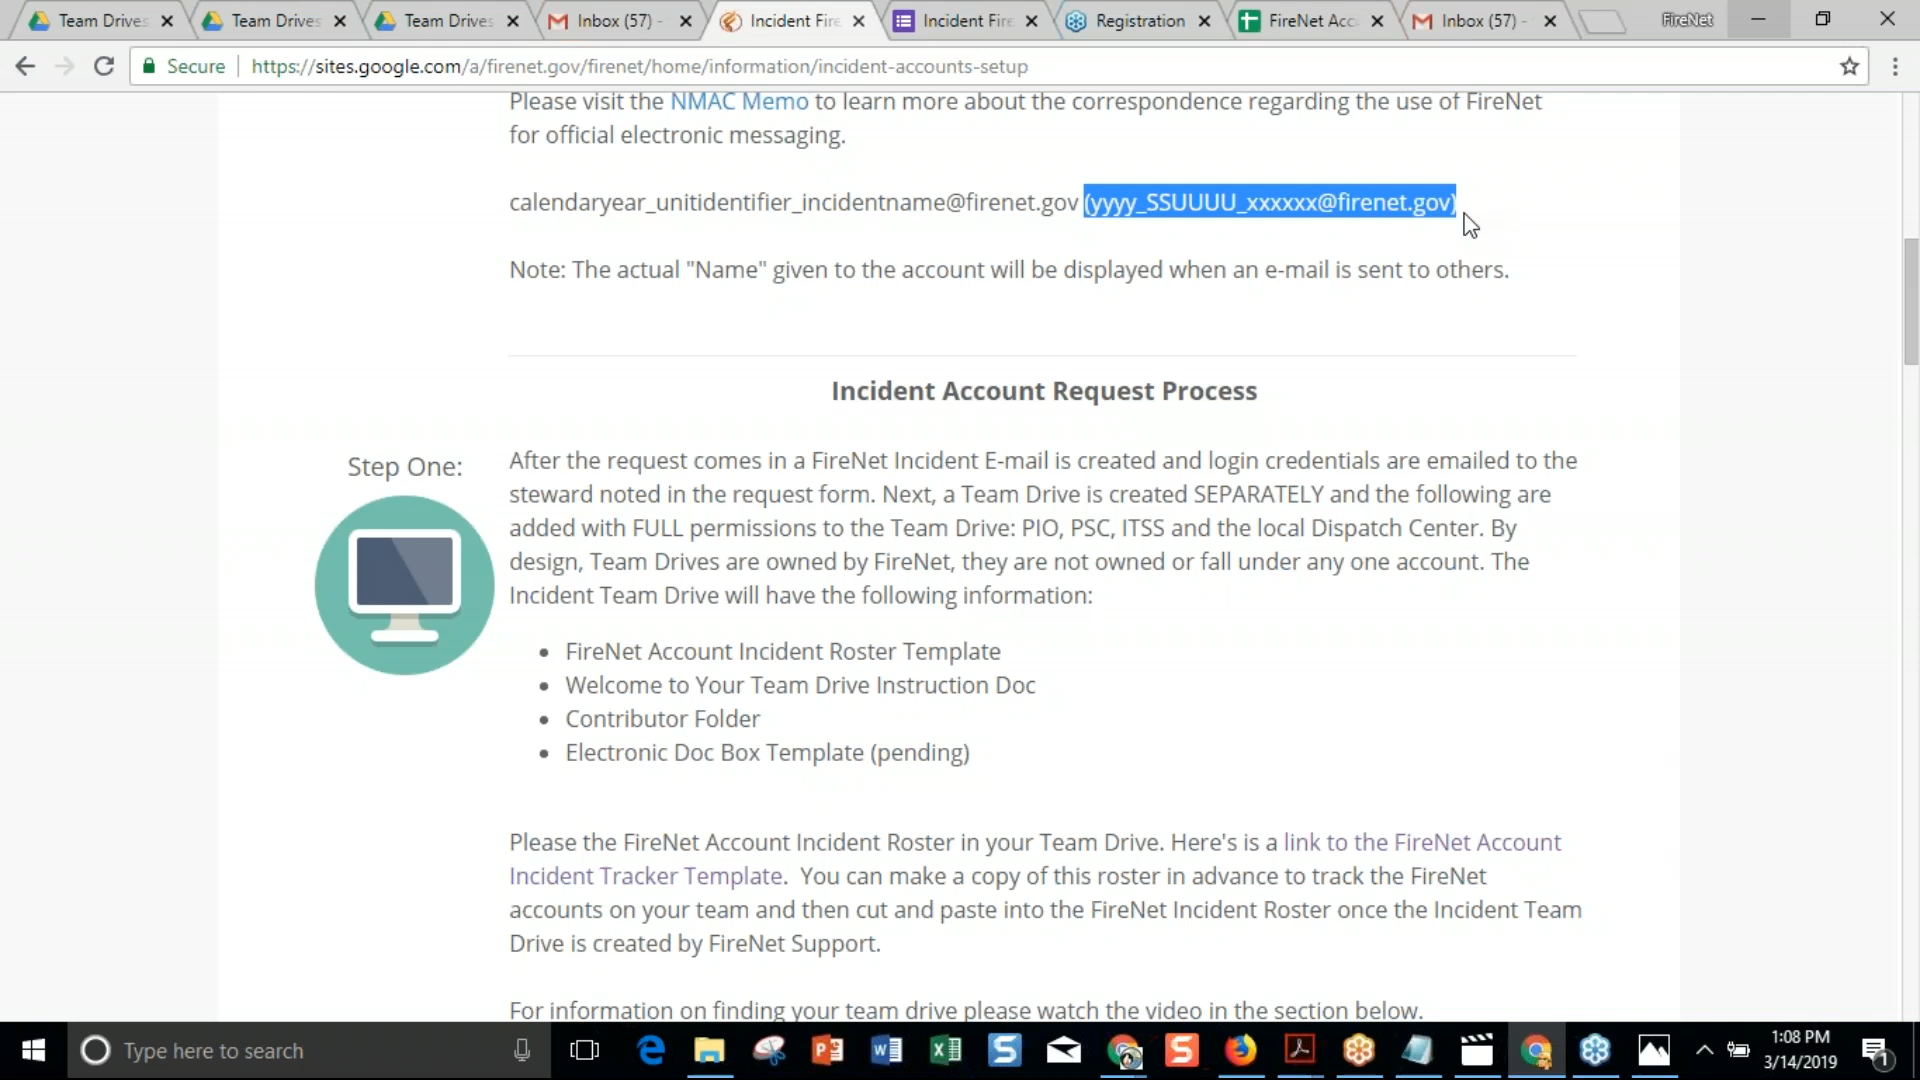 Team Drives
Team Drives
Team Drives
Inbox (57) -
Incident Fire
Incident Fire
Registration
FireNet Acc
Inbox (57) -
FireNet
Secure
https://sites.google.com/a/firenet.gov/firenet/home/information/incident-accounts-setup
Please visit the NMAC Memo to learn more about the correspondence regarding the use of FireNet
for official electronic messaging.
calendaryear_unitidentifier_incidentname@firenet.gov (yyyy_SSUUUU_xxxxxx@firenet.gov)
Note: The actual "Name" given to the account will be displayed when an e-mail is sent to others.
Incident Account Request Process
Step One:
After the request comes in a FireNet Incident E-mail is created and login credentials are emailed to the
steward noted in the request form. Next, a Team Drive is created SEPARATELY and the following are
added with FULL permissions to the Team Drive: PIO, PSC, ITSS and the local Dispatch Center. By
design, Team Drives are owned by FireNet, they are not owned or fall under any one account. The
Incident Team Drive will have the following information:
• FireNet Account Incident Roster Template
• Welcome to Your Team Drive Instruction Doc
• Contributor Folder
• Electronic Doc Box Template (pending)
Please the FireNet Account Incident Roster in your Team Drive. Here's is a link to the FireNet Account
Incident Tracker Template. You can make a copy of this roster in advance to track the FireNet
accounts on your team and then cut and paste into the FireNet Incident Roster once the Incident Team
Drive is created by FireNet Support.
For information on finding your team drive please watch the video in the section below.
Type here to search
1:08 PM
3/14/2019
1